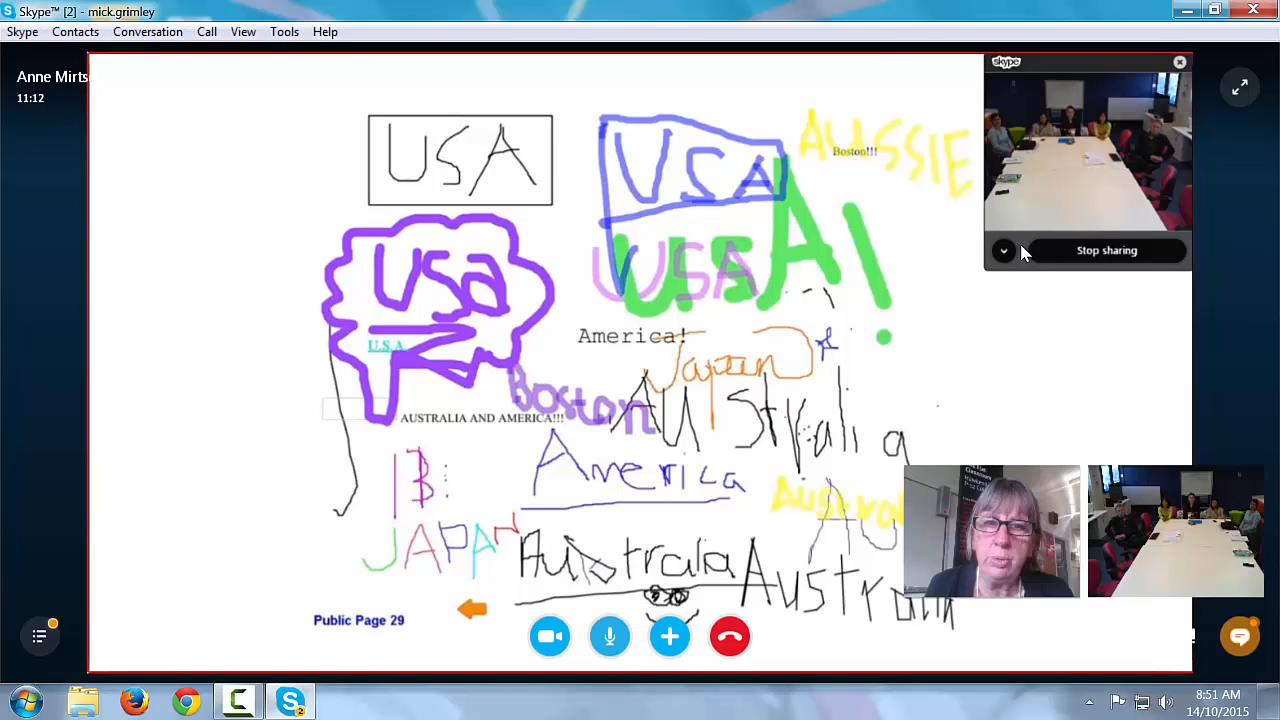 Skype™ [2] - mick.grimley
Skype Contacts Conversation Call View Tools Help
Anne Mirts
11:12
skype
Stop sharing
USA
USA
AUSSIE
Boston!!!
USA
USA!
USA
America!
U.S.A
Japan
Boston
Australia
AUSTRALIA AND AMERICA!!!
America
1B:
JAPAN
Australia
Australia
Public Page 29
8:51 AM
14/10/2015